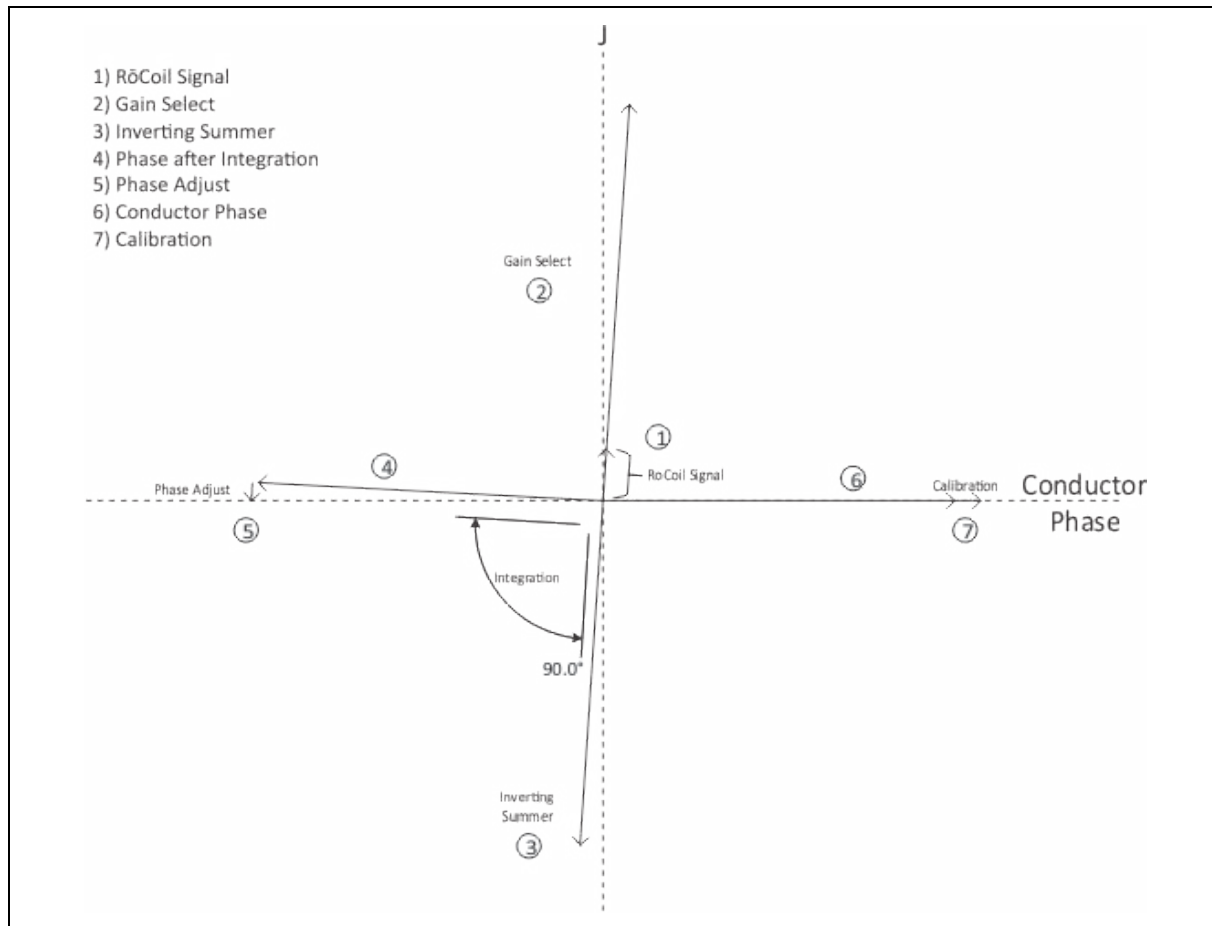 J
1) RōCoil Signal
2) Gain Select
3) Inverting Summer
4) Phase after Integration
5) Phase Adjust
6) Conductor Phase
7) Calibration
Gain Select
2
1
RoCoil Signal
4
6
Phase Adjust
Calibration
Conductor
Phase
5
7
Integration
90.0°
Inverting
Summer
3